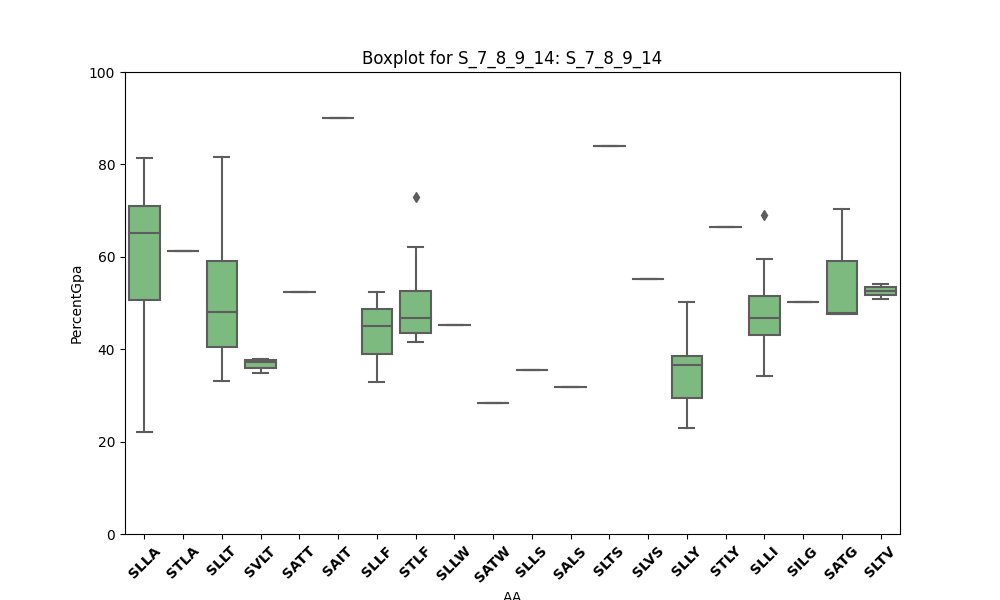 Boxplot for S_7_8_9_14: S_7_8_9_14
PercentGpa
100
80
60
40
20
0
SLLA STLA SLLT SVLT SATT SAIT SLLF STLF SLLW SATW SLLS SALS SLTS SLVS SLLY STLY SLLI SILG SATG SLTV
AA